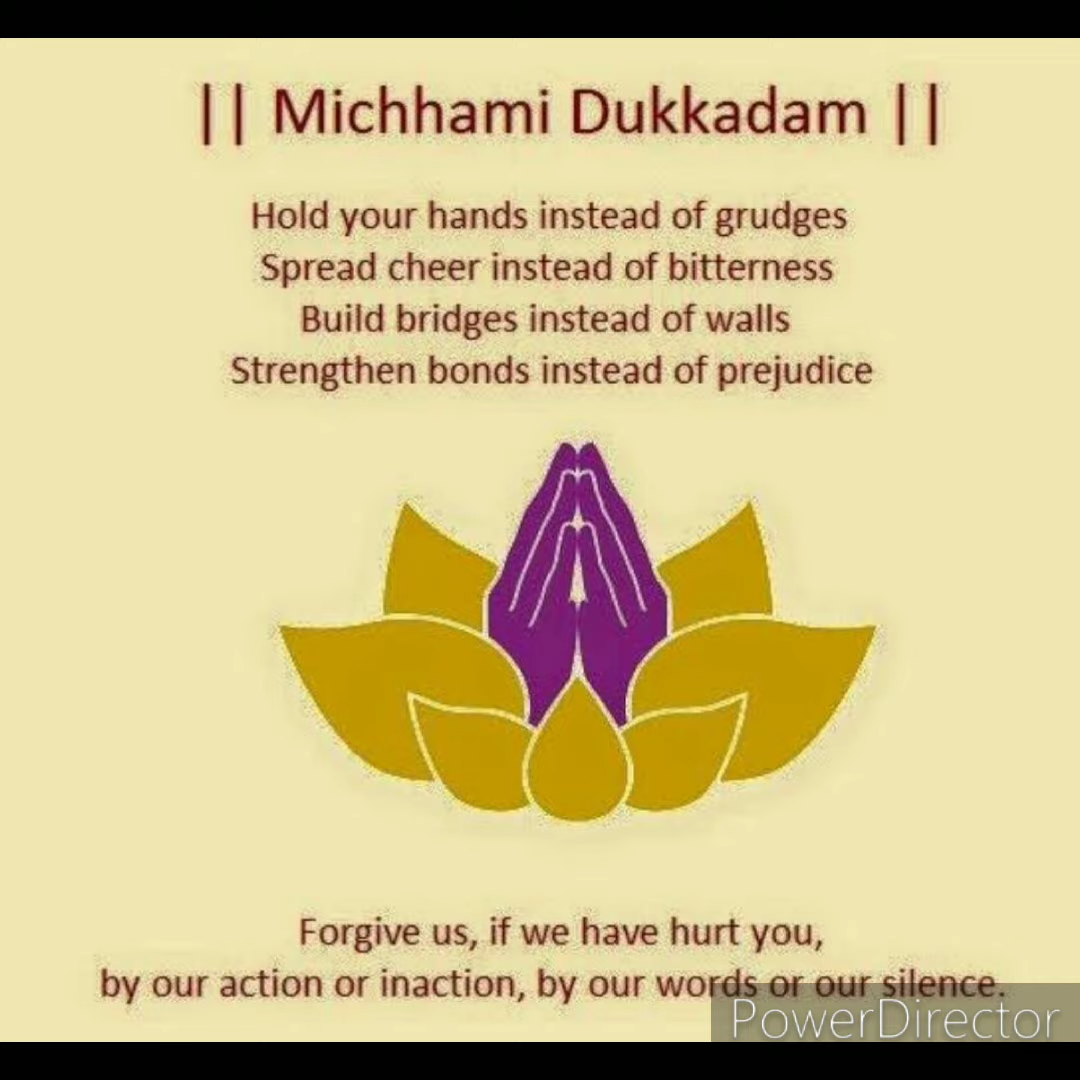 || Michhami Dukkadam ||
Hold your hands instead of grudges
Spread cheer instead of bitterness
Build bridges instead of walls
Strengthen bonds instead of prejudice
Forgive us, if we have hurt you,
by our action or inaction, by our words or our silence.
PowerDirector